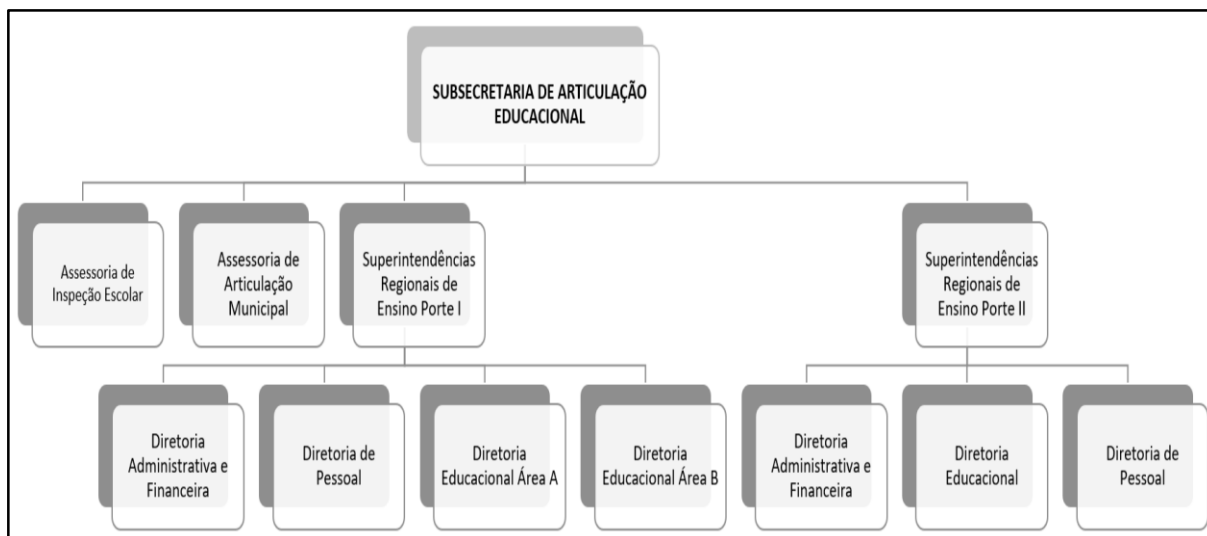 SUBSECRETARIA DE ARTICULAÇÃO
EDUCACIONAL
Assessoria de
Inspeção Escolar
Assessoria de
Articulação
Municipal
Superintendências
Regionais de
Ensino Porte I
Superintendências
Regionais de
Ensino Porte II
Diretoria
Administrativa e
Financeira
Diretoria de
Pessoal
Diretoria
Educacional Área A
Diretoria
Educacional Área B
Diretoria
Administrativa e
Financeira
Diretoria
Educacional
Diretoria de
Pessoal